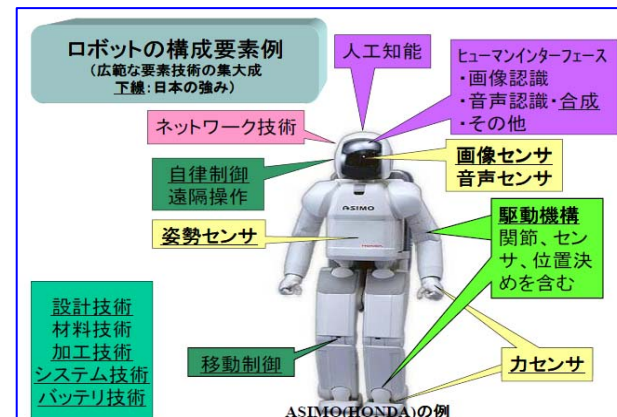 ロボットの構成要素例
(広範な要素技術の集大成
下線:日本の強み)
人工知能
ヒューマンインターフェース
・画像認識
・音声認識・合成
・その他
ネットワーク技術
自律制御
遠隔操作
画像センサ
音声センサ
ASIMO
姿勢センサ
駆動機構
関節、セン
サ、位置決
めを含む
設計技術
材料技術
加工技術
システム技術
バッテリ技術
移動制御
力センサ
ASIMO(HONDA)の例